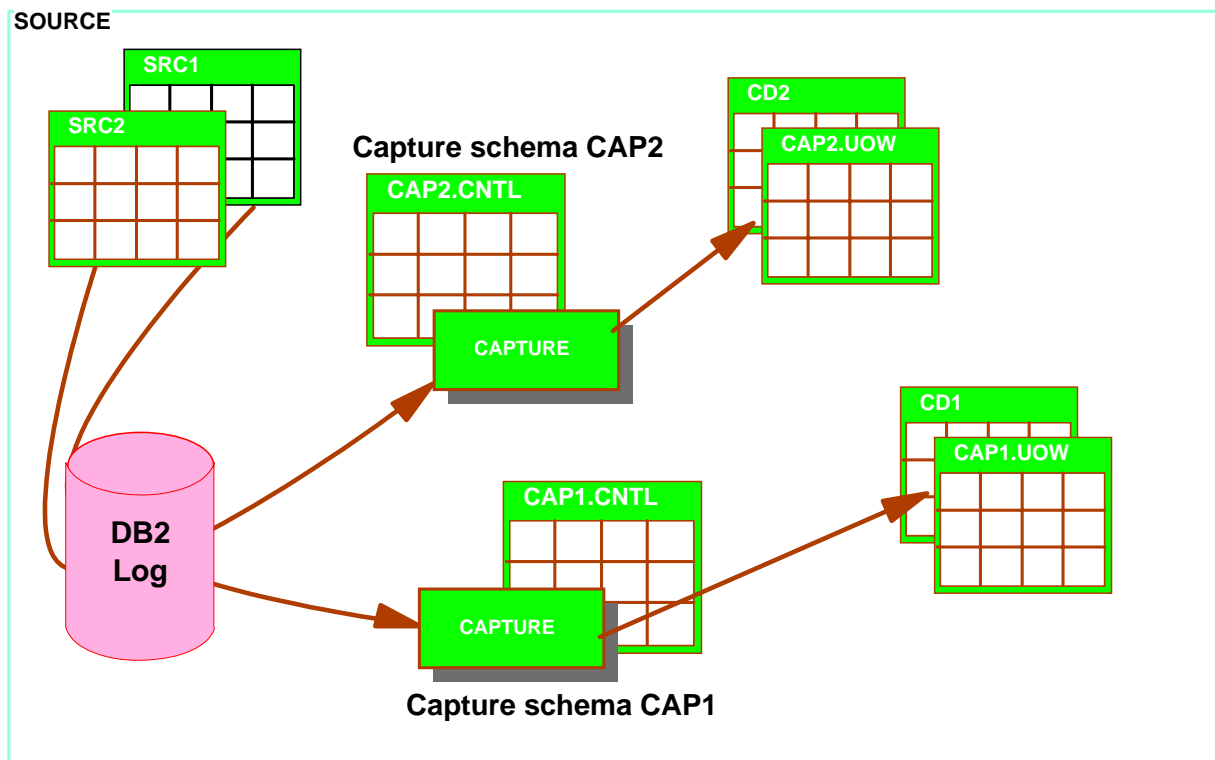 SOURCE
SRC1
SRC2
Capture schema CAP2
CAP2.CNTL
CAPTURE
CD2
CAP2.UOW
DB2
Log
CAP1.CNTL
CAPTURE
Capture schema CAP1
CD1
CAP1.UOW